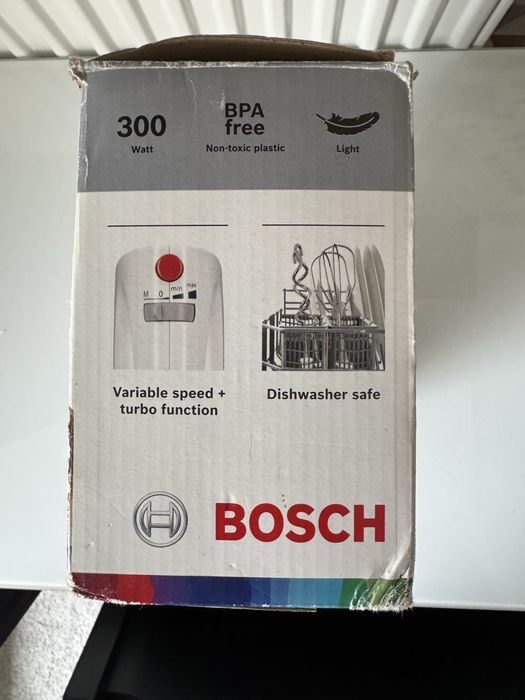 300
Watt
BPA
free
Non-toxic plastic
Light
M 0 min max
Variable speed +
turbo function
Dishwasher safe
BOSCH